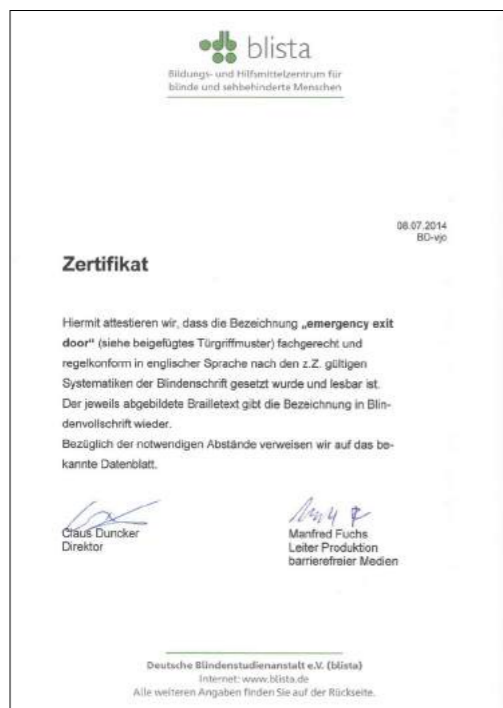 blista
Bildungs- und Hilfsmittelzentrum für
blinde und sehbehinderte Menschen
08.07.2014
BD-vjo
Zertifikat
Hiermit attestieren wir, dass die Bezeichnung „emergency exit
door“ (siehe beigefügtes Türgriffmuster) fachgerecht und
regelkonform in englischer Sprache nach den z.Z. gültigen
Systematiken der Blindenschrift gesetzt wurde und lesbar ist.
Der jeweils abgebildete Brailletext gibt die Bezeichnung in Blin-
denvollschrift wieder.
Bezüglich der notwendigen Abstände verweisen wir auf das be-
kannte Datenblatt.
Claus Duncker
Direktor
Manfred Fuchs
Leiter Produktion
barrierefreier Medien
Deutsche Blindenstudienanstalt e.V. (blista)
Internet: www.blista.de
Alle weiteren Angaben finden Sie auf der Rückseite.